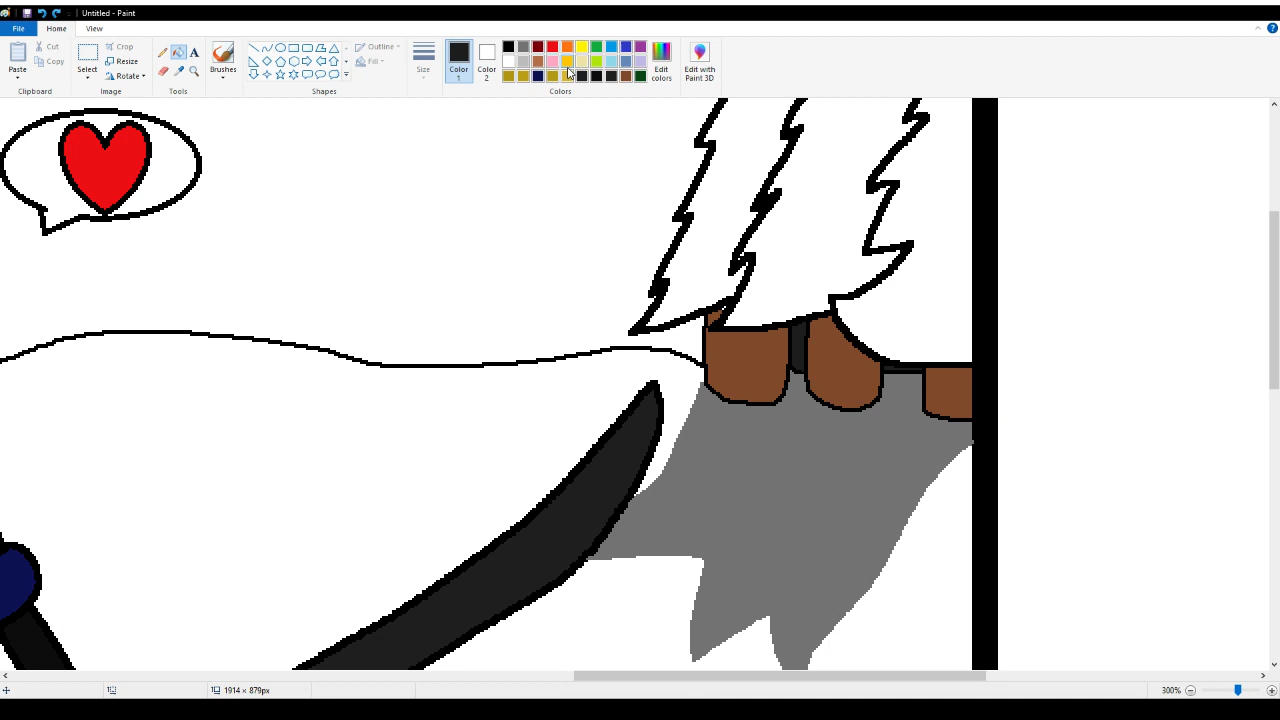 Untitled - Paint
File Home View
Paste
Cut
Copy
Clipboard
Select
Crop
Resize
Rotate
Image
A
Tools
Brushes
Outline
Fill
Shapes
Size
Color
1
Color
2
Edit
colors
Colors
Edit with
Paint 3D
1914 × 879px
300%